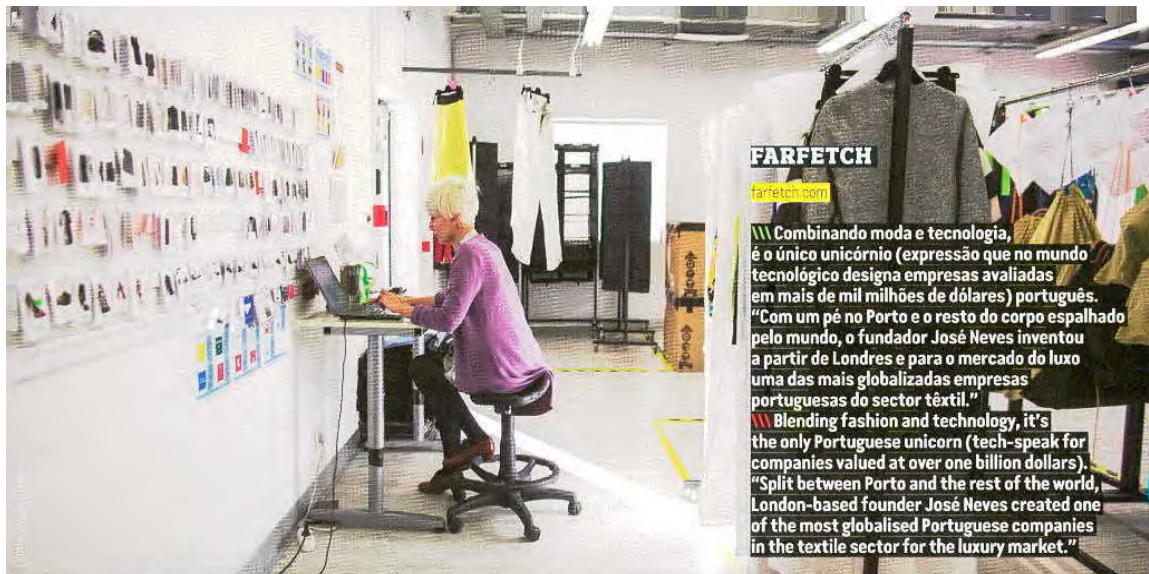 FARFETCH
farfetch.com
\\\ Combinando moda e tecnologia,
é o único unicórnio (expressão que no mundo
tecnológico designa empresas avaliadas
em mais de mil milhões de dólares) português.
“Com um pé no Porto e o resto do corpo espalhado
pelo mundo, o fundador José Neves inventou
a partir de Londres e para o mercado do luxo
uma das mais globalizadas empresas
portuguesas do sector têxtil.”
\\\ Blending fashion and technology, it’s
the only Portuguese unicorn (tech-speak for
companies valued at over one billion dollars).
“Split between Porto and the rest of the world,
London-based founder José Neves created one
of the most globalised Portuguese companies
in the textile sector for the luxury market.”